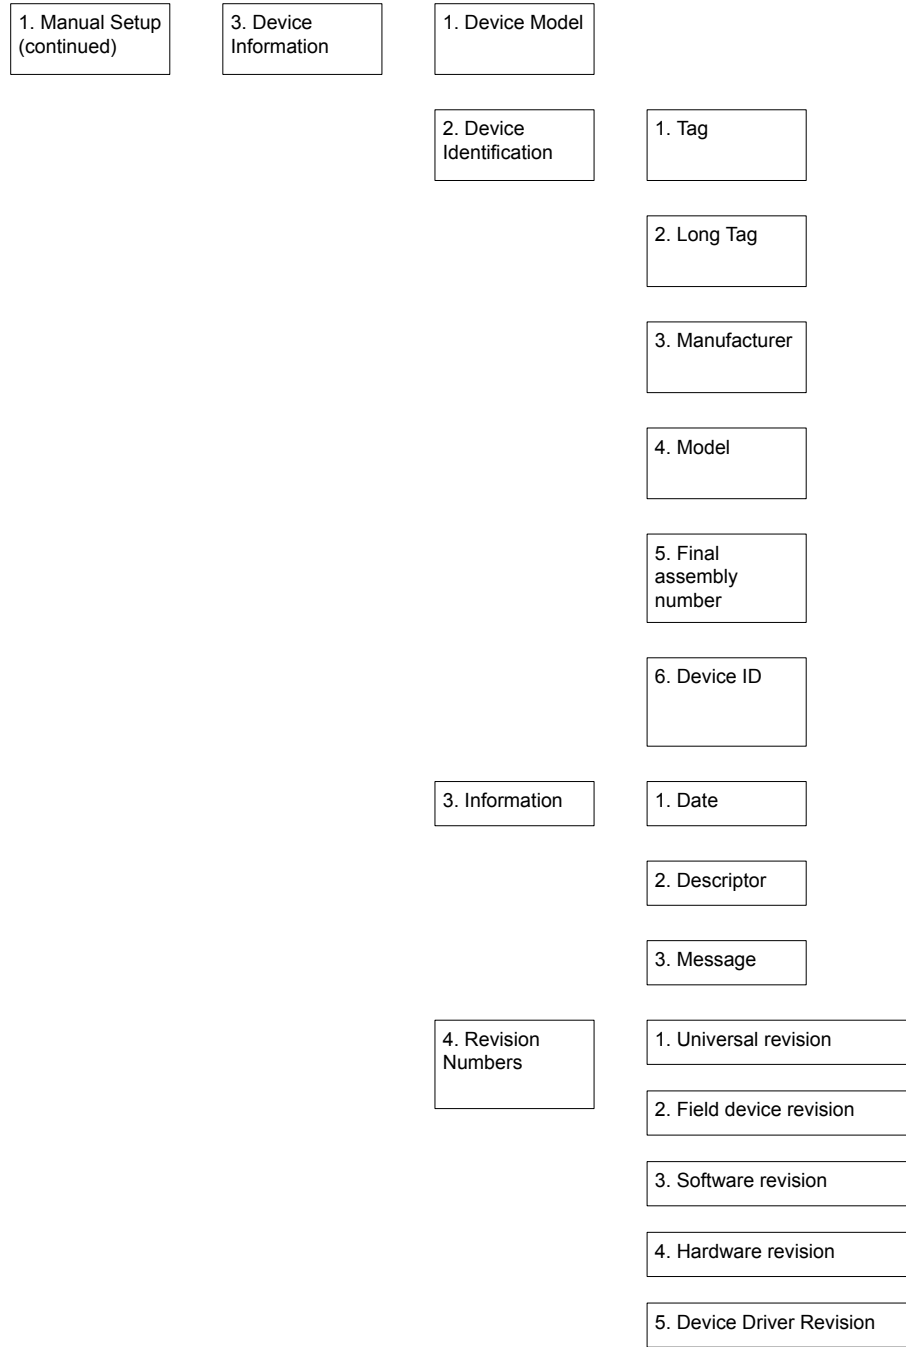 1. Manual Setup
(continued)
3. Device
Information
1. Device Model
2. Device
Identification
1. Tag
2. Long Tag
3. Manufacturer
4. Model
5. Final
assembly
number
6. Device ID
3. Information
1. Date
2. Descriptor
3. Message
4. Revision
Numbers
1. Universal revision
2. Field device revision
3. Software revision
4. Hardware revision
5. Device Driver Revision